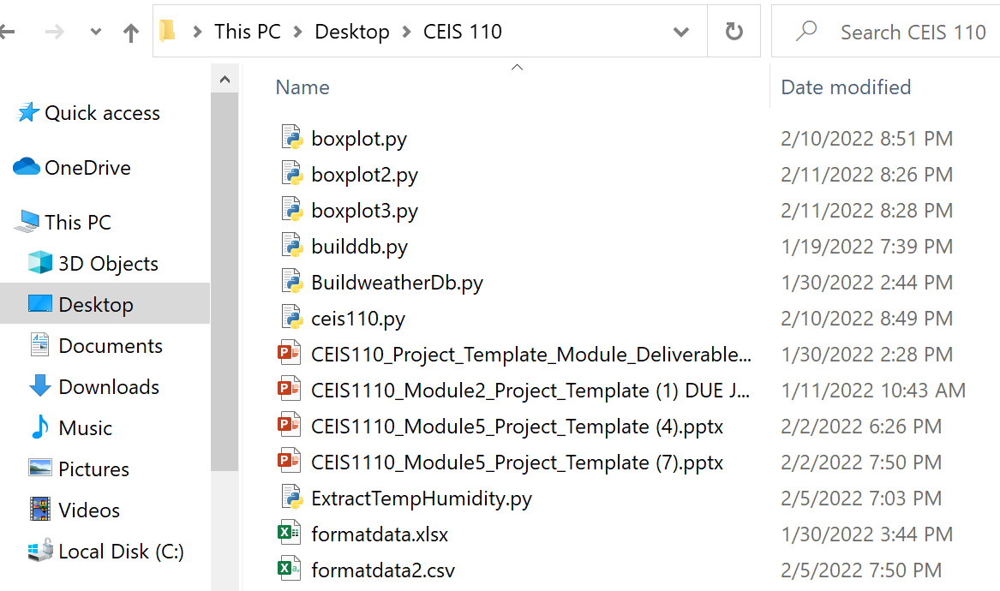 This PC > Desktop > CEIS 110
Search CEIS 110
Name Date modified
Quick access
OneDrive
This PC
3D Objects
Desktop
Documents
Downloads
Music
Pictures
Videos
Local Disk (C:)
boxplot.py 2/10/2022 8:51 PM
boxplot2.py 2/11/2022 8:26 PM
boxplot3.py 2/11/2022 8:28 PM
builddb.py 1/19/2022 7:39 PM
BuildweatherDb.py 1/30/2022 2:44 PM
ceis110.py 2/10/2022 8:49 PM
CEIS110_Project_Template_Module_Deliverable... 1/30/2022 2:28 PM
CEIS1110_Module2_Project_Template (1) DUE J... 1/11/2022 10:43 AM
CEIS1110_Module5_Project_Template (4).pptx 2/2/2022 6:26 PM
CEIS1110_Module5_Project_Template (7).pptx 2/2/2022 7:50 PM
ExtractTempHumidity.py 2/5/2022 7:03 PM
formatdata.xlsx 1/30/2022 3:44 PM
formatdata2.csv 2/5/2022 7:50 PM